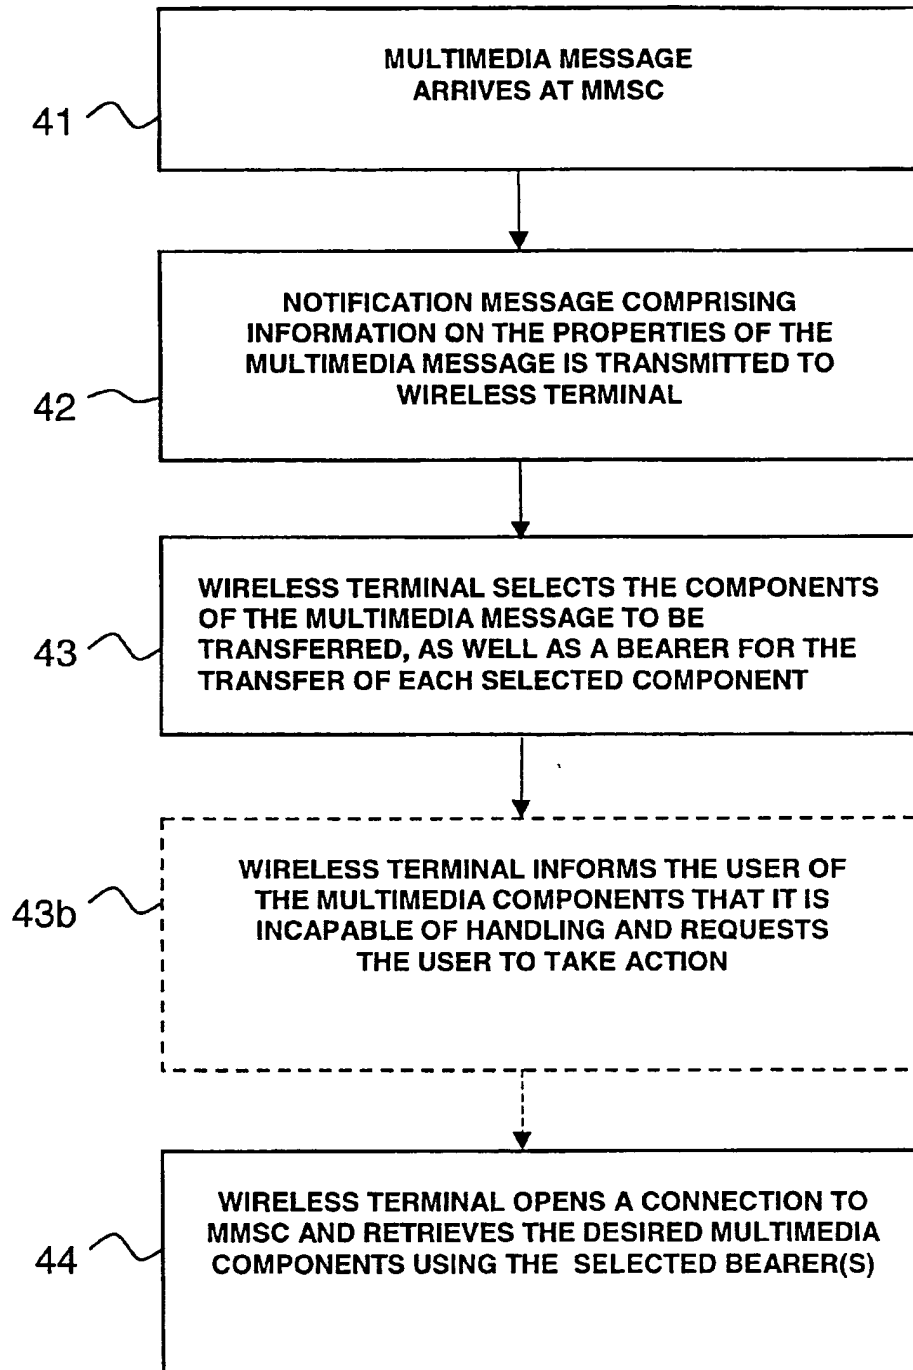 MULTIMEDIA MESSAGE
ARRIVES AT MMSC
41
NOTIFICATION MESSAGE COMPRISING
INFORMATION ON THE PROPERTIES OF THE
MULTIMEDIA MESSAGE IS TRANSMITTED TO
WIRELESS TERMINAL
42
WIRELESS TERMINAL SELECTS THE COMPONENTS
OF THE MULTIMEDIA MESSAGE TO BE
TRANSFERRED, AS WELL AS A BEARER FOR THE
TRANSFER OF EACH SELECTED COMPONENT
43
WIRELESS TERMINAL INFORMS THE USER OF
THE MULTIMEDIA COMPONENTS THAT IT IS
INCAPABLE OF HANDLING AND REQUESTS
THE USER TO TAKE ACTION
43b
WIRELESS TERMINAL OPENS A CONNECTION TO
MMSC AND RETRIEVES THE DESIRED MULTIMEDIA
COMPONENTS USING THE SELECTED BEARER(S)
44